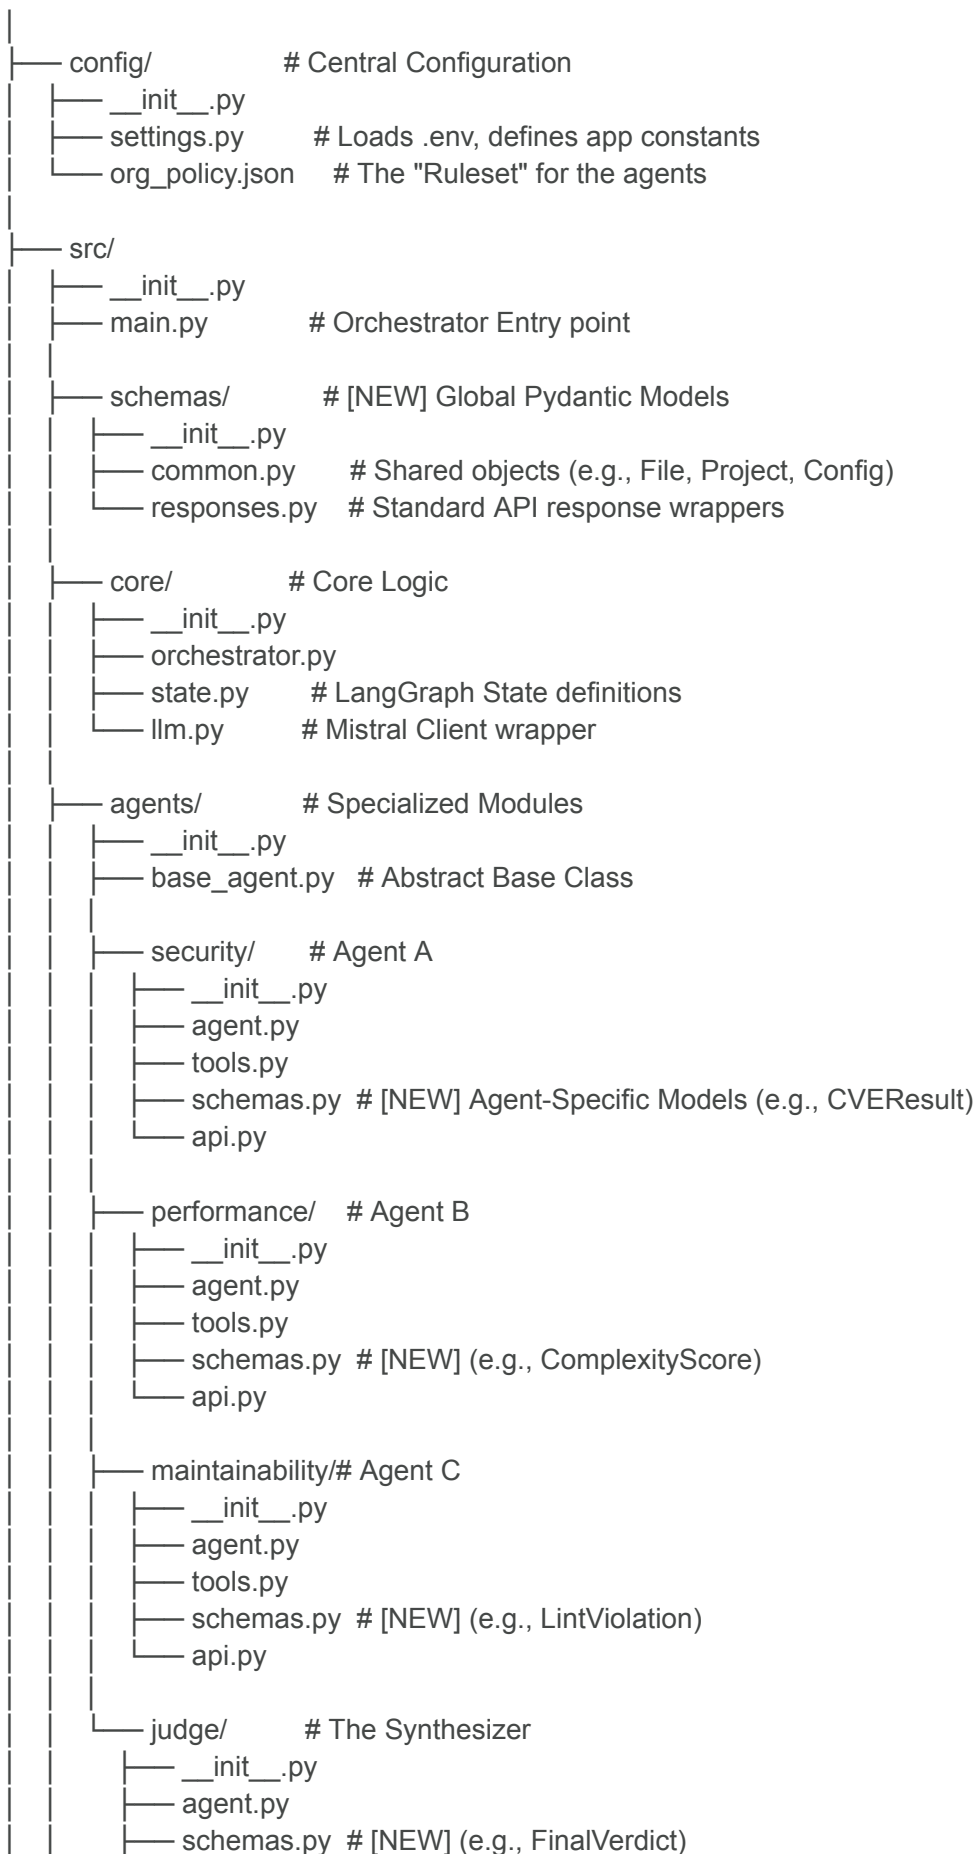 │
├── config/ # Central Configuration
│ ├── __init__.py
│ ├── settings.py # Loads .env, defines app constants
│ └── org_policy.json # The "Ruleset" for the agents
│
├── src/
│ ├── __init__.py
│ ├── main.py # Orchestrator Entry point
│ │
│ ├── schemas/ # [NEW] Global Pydantic Models
│ │ ├── __init__.py
│ │ ├── common.py # Shared objects (e.g., File, Project, Config)
│ │ └── responses.py # Standard API response wrappers
│ │
│ ├── core/ # Core Logic
│ │ ├── __init__.py
│ │ ├── orchestrator.py
│ │ ├── state.py # LangGraph State definitions
│ │ └── llm.py # Mistral Client wrapper
│ │
│ ├── agents/ # Specialized Modules
│ │ ├── __init__.py
│ │ ├── base_agent.py # Abstract Base Class
│ │ │
│ │ ├── security/ # Agent A
│ │ │ ├── __init__.py
│ │ │ ├── agent.py
│ │ │ ├── tools.py
│ │ │ ├── schemas.py # [NEW] Agent-Specific Models (e.g., CVEResult)
│ │ │ └── api.py
│ │ │
│ │ ├── performance/ # Agent B
│ │ │ ├── __init__.py
│ │ │ ├── agent.py
│ │ │ ├── tools.py
│ │ │ ├── schemas.py # [NEW] (e.g., ComplexityScore)
│ │ │ └── api.py
│ │ │
│ │ ├── maintainability/# Agent C
│ │ │ ├── __init__.py
│ │ │ ├── agent.py
│ │ │ ├── tools.py
│ │ │ ├── schemas.py # [NEW] (e.g., LintViolation)
│ │ │ └── api.py
│ │ │
│ │ └── judge/ # The Synthesizer
│ │ ├── __init__.py
│ │ ├── agent.py
│ │ ├── schemas.py # [NEW] (e.g., FinalVerdict)